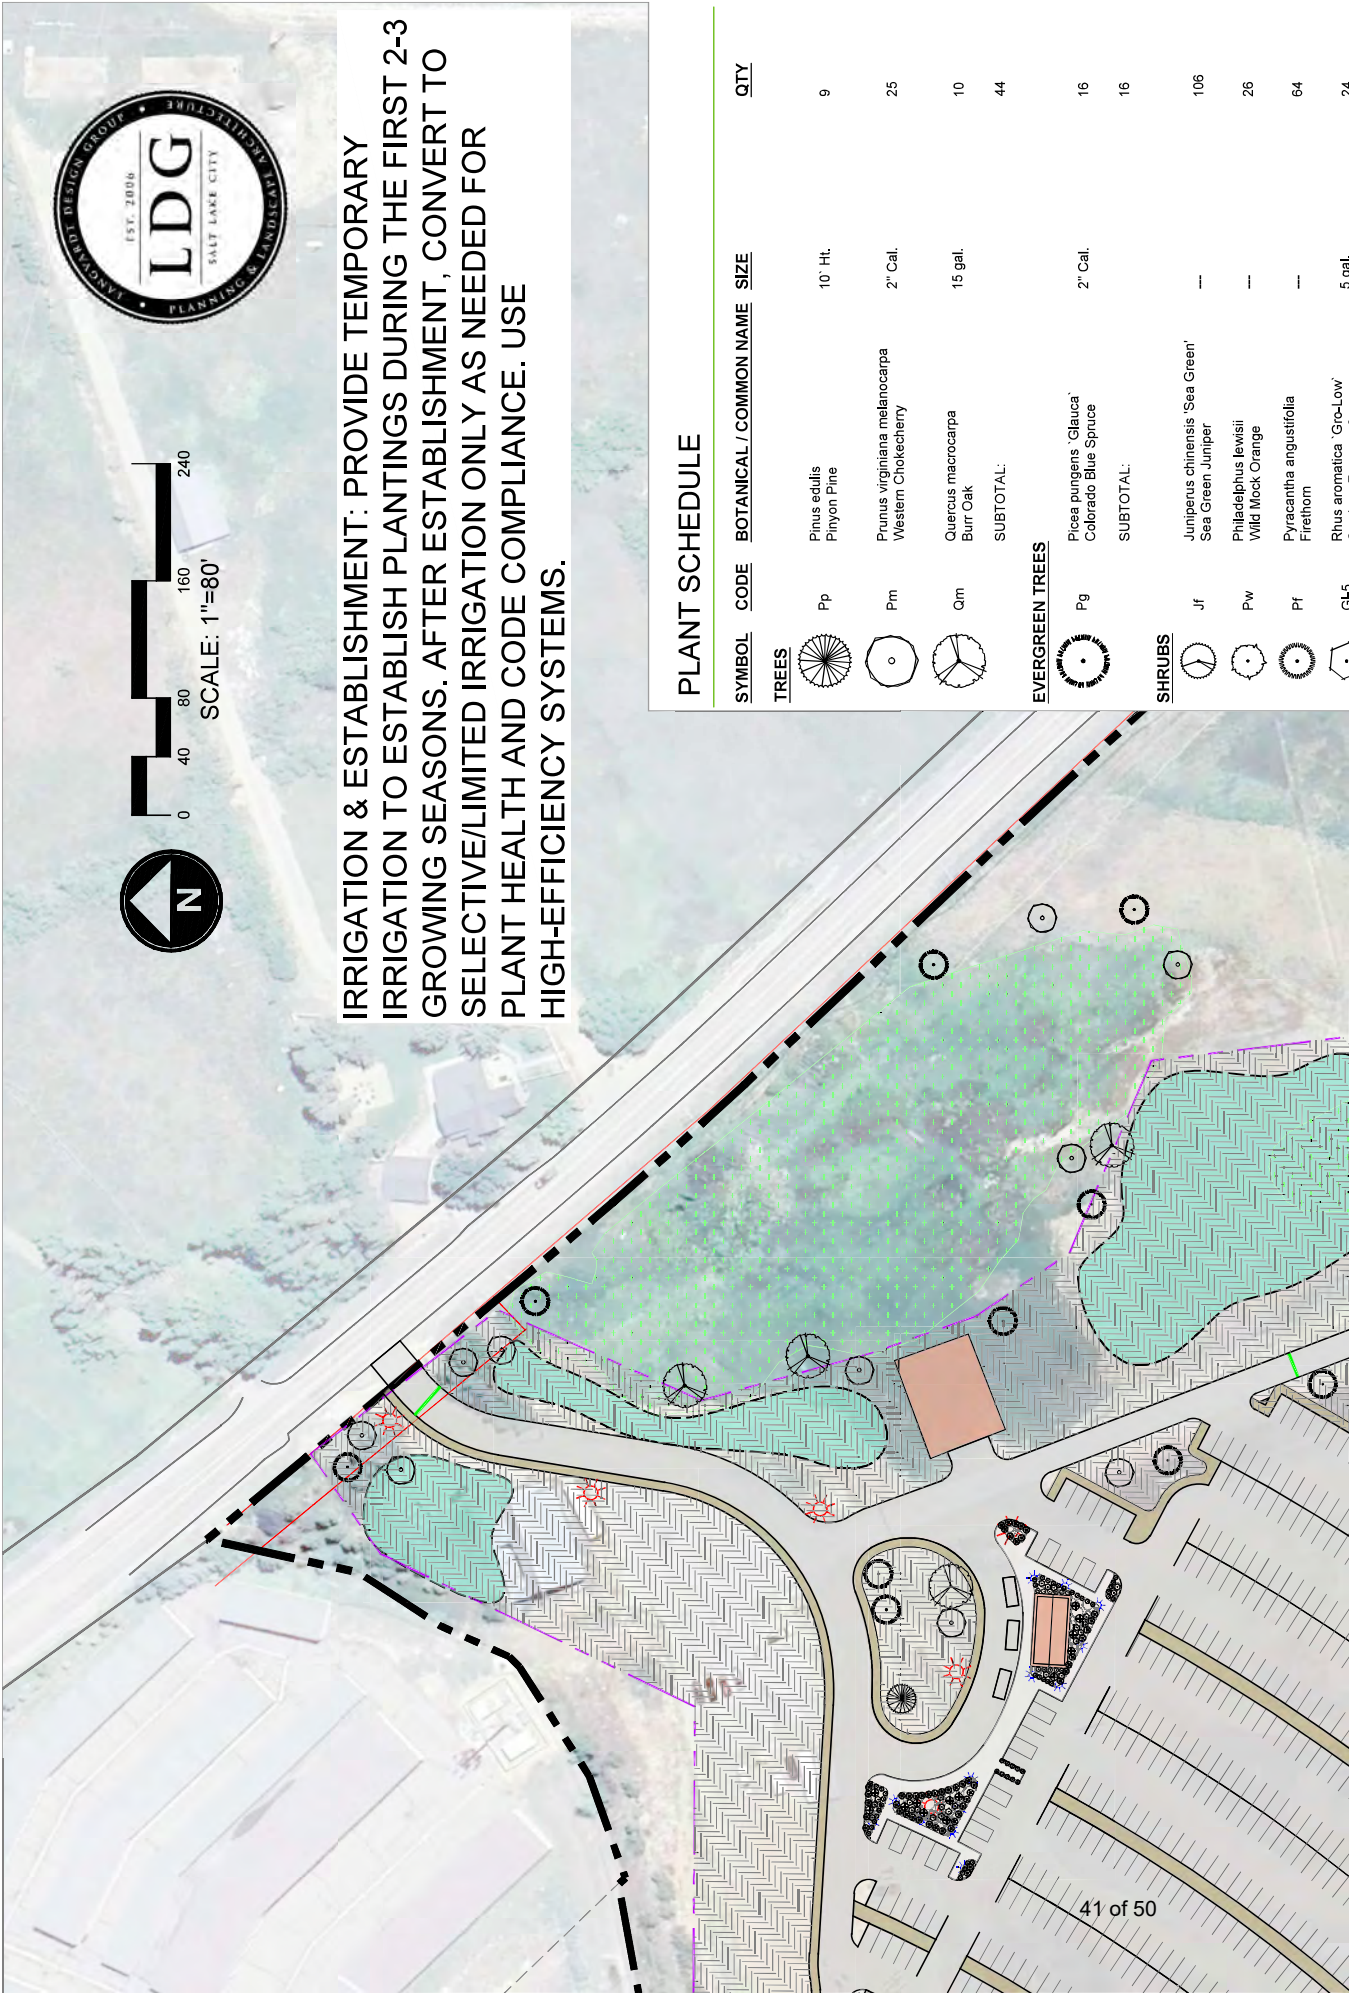 LANGVARDT DESIGN GROUP
EST. 2006
LDG
SALT LAKE CITY
PLANNING & LANDSCAPE ARCHITECTURE
N
0 40 80 160 240
SCALE: 1"=80'
IRRIGATION & ESTABLISHMENT: PROVIDE TEMPORARY
IRRIGATION TO ESTABLISH PLANTINGS DURING THE FIRST 2-3
GROWING SEASONS. AFTER ESTABLISHMENT, CONVERT TO
SELECTIVE/LIMITED IRRIGATION ONLY AS NEEDED FOR
PLANT HEALTH AND CODE COMPLIANCE. USE
HIGH-EFFICIENCY SYSTEMS.
PLANT SCHEDULE
SYMBOL CODE BOTANICAL / COMMON NAME SIZE QTY
TREES
Pp Pinus edulis 10` Ht. 9
Pinyon Pine
Pm Prunus virginiana melanocarpa 2" Cal. 25
Western Chokecherry
Qm Quercus macrocarpa 15 gal. 10
Burr Oak
SUBTOTAL: 44
EVERGREEN TREES
Pg Picea pungens `Glauca` 2" Cal. 16
Colorado Blue Spruce
SUBTOTAL: 16
SHRUBS
Jf Juniperus chinensis 'Sea Green' --- 106
Sea Green Juniper
Pw Philadelphus lewisii --- 26
Wild Mock Orange
Pf Pyracantha angustifolia --- 64
Firethorn
Rhus aromatica `Gro-Low` 5 gal. 24
41 of 50